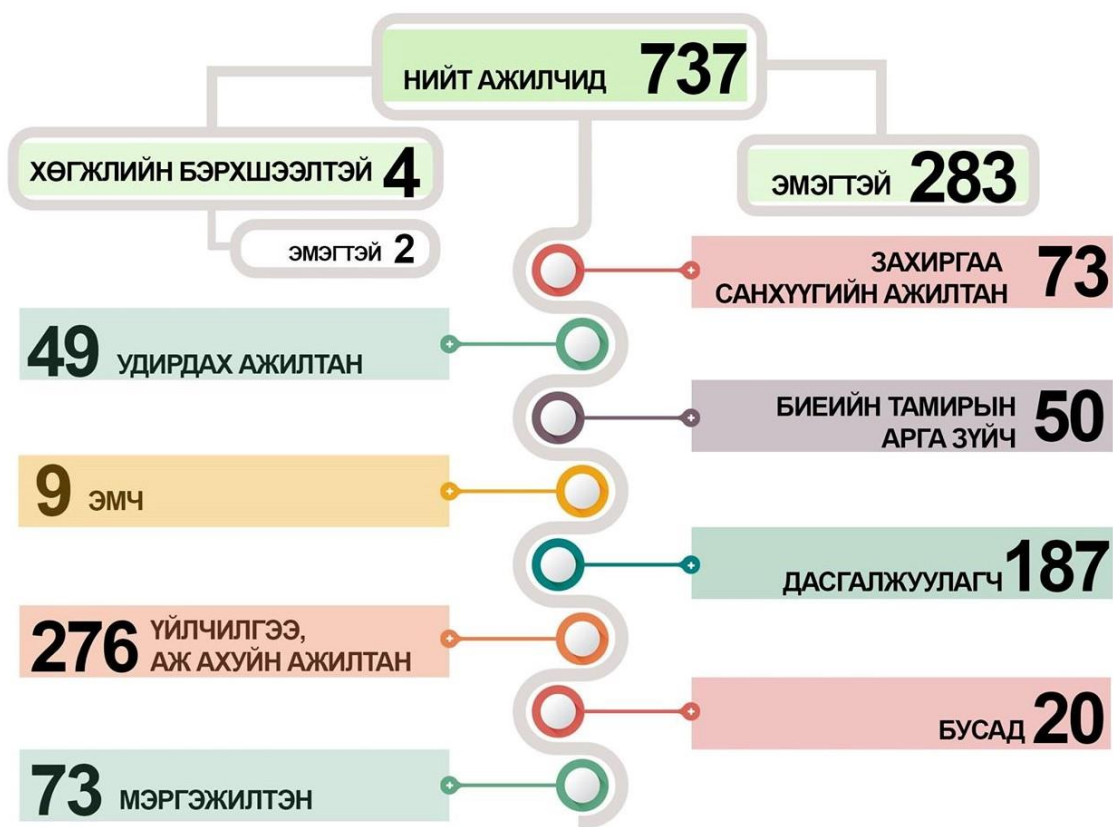 НИЙТ АЖИЛЧИД 737
ХӨГЖЛИЙН БЭРХШЭЭЛТЭЙ 4
ЭМЭГТЭЙ 2
ЭМЭГТЭЙ 283
ЗАХИРГАА
САНХҮҮГИЙН АЖИЛТАН 73
49 УДИРДАХ АЖИЛТАН
БИЕИЙН ТАМИРЫН
АРГА ЗҮЙЧ 50
9 ЭМЧ
ДАСГАЛЖУУЛАГЧ 187
276 ҮЙЛЧИЛГЭЭ,
АЖ АХУЙН АЖИЛТАН
БУСАД 20
73 МЭРГЭЖИЛТЭН